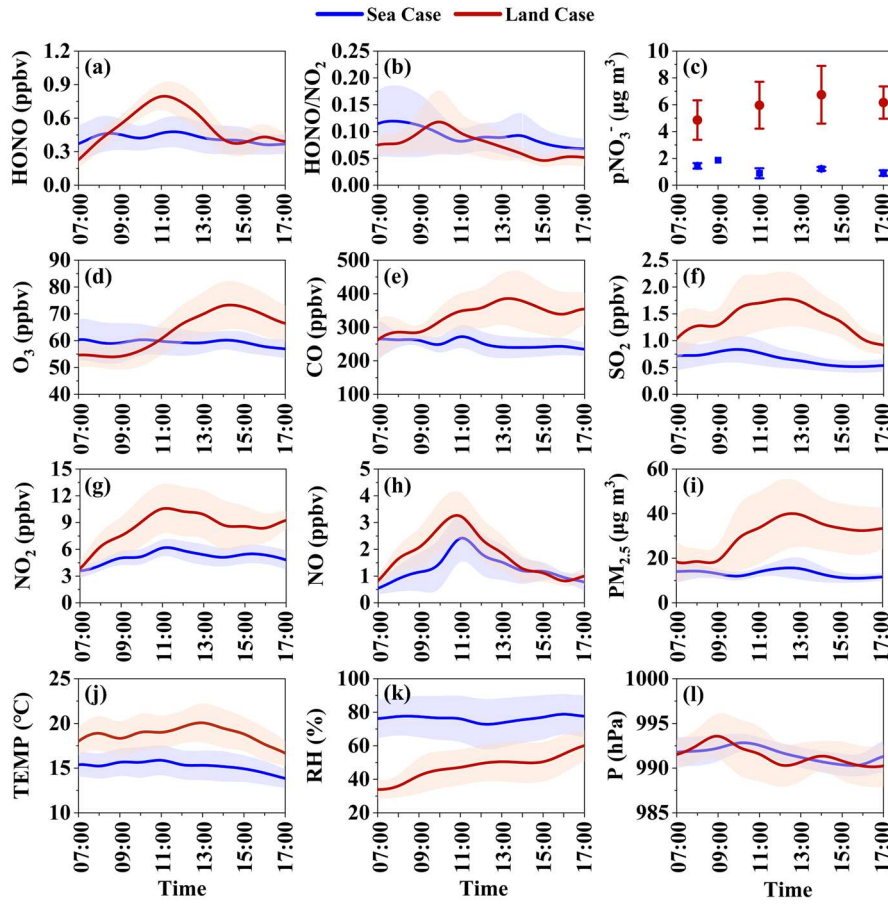 Sea Case Land Case
(a) (b) (c)
HONO (ppbv)
1.2
0.9
0.6
0.3
0.0
HONO/NO2
0.25
0.20
0.15
0.10
0.05
0.00
pNO3- (μg m3)
10
8
6
4
2
0
07:00 09:00 11:00 13:00 15:00 17:00
07:00 09:00 11:00 13:00 15:00 17:00
07:00 09:00 11:00 13:00 15:00 17:00
(d) (e) (f)
O3 (ppbv)
90
80
70
60
50
40
CO (ppbv)
500
400
300
200
100
SO2 (ppbv)
2.5
2.0
1.5
1.0
0.5
0.0
07:00 09:00 11:00 13:00 15:00 17:00
07:00 09:00 11:00 13:00 15:00 17:00
07:00 09:00 11:00 13:00 15:00 17:00
(g) (h) (i)
NO2 (ppbv)
15
12
9
6
3
0
NO (ppbv)
5
4
3
2
1
0
PM2.5 (μg m3)
60
40
20
0
07:00 09:00 11:00 13:00 15:00 17:00
07:00 09:00 11:00 13:00 15:00 17:00
07:00 09:00 11:00 13:00 15:00 17:00
(j) (k) (l)
TEMP (℃)
25
20
15
10
RH (%)
100
80
60
40
20
P (hPa)
1000
995
990
985
07:00 09:00 11:00 13:00 15:00 17:00
07:00 09:00 11:00 13:00 15:00 17:00
07:00 09:00 11:00 13:00 15:00 17:00
Time Time Time